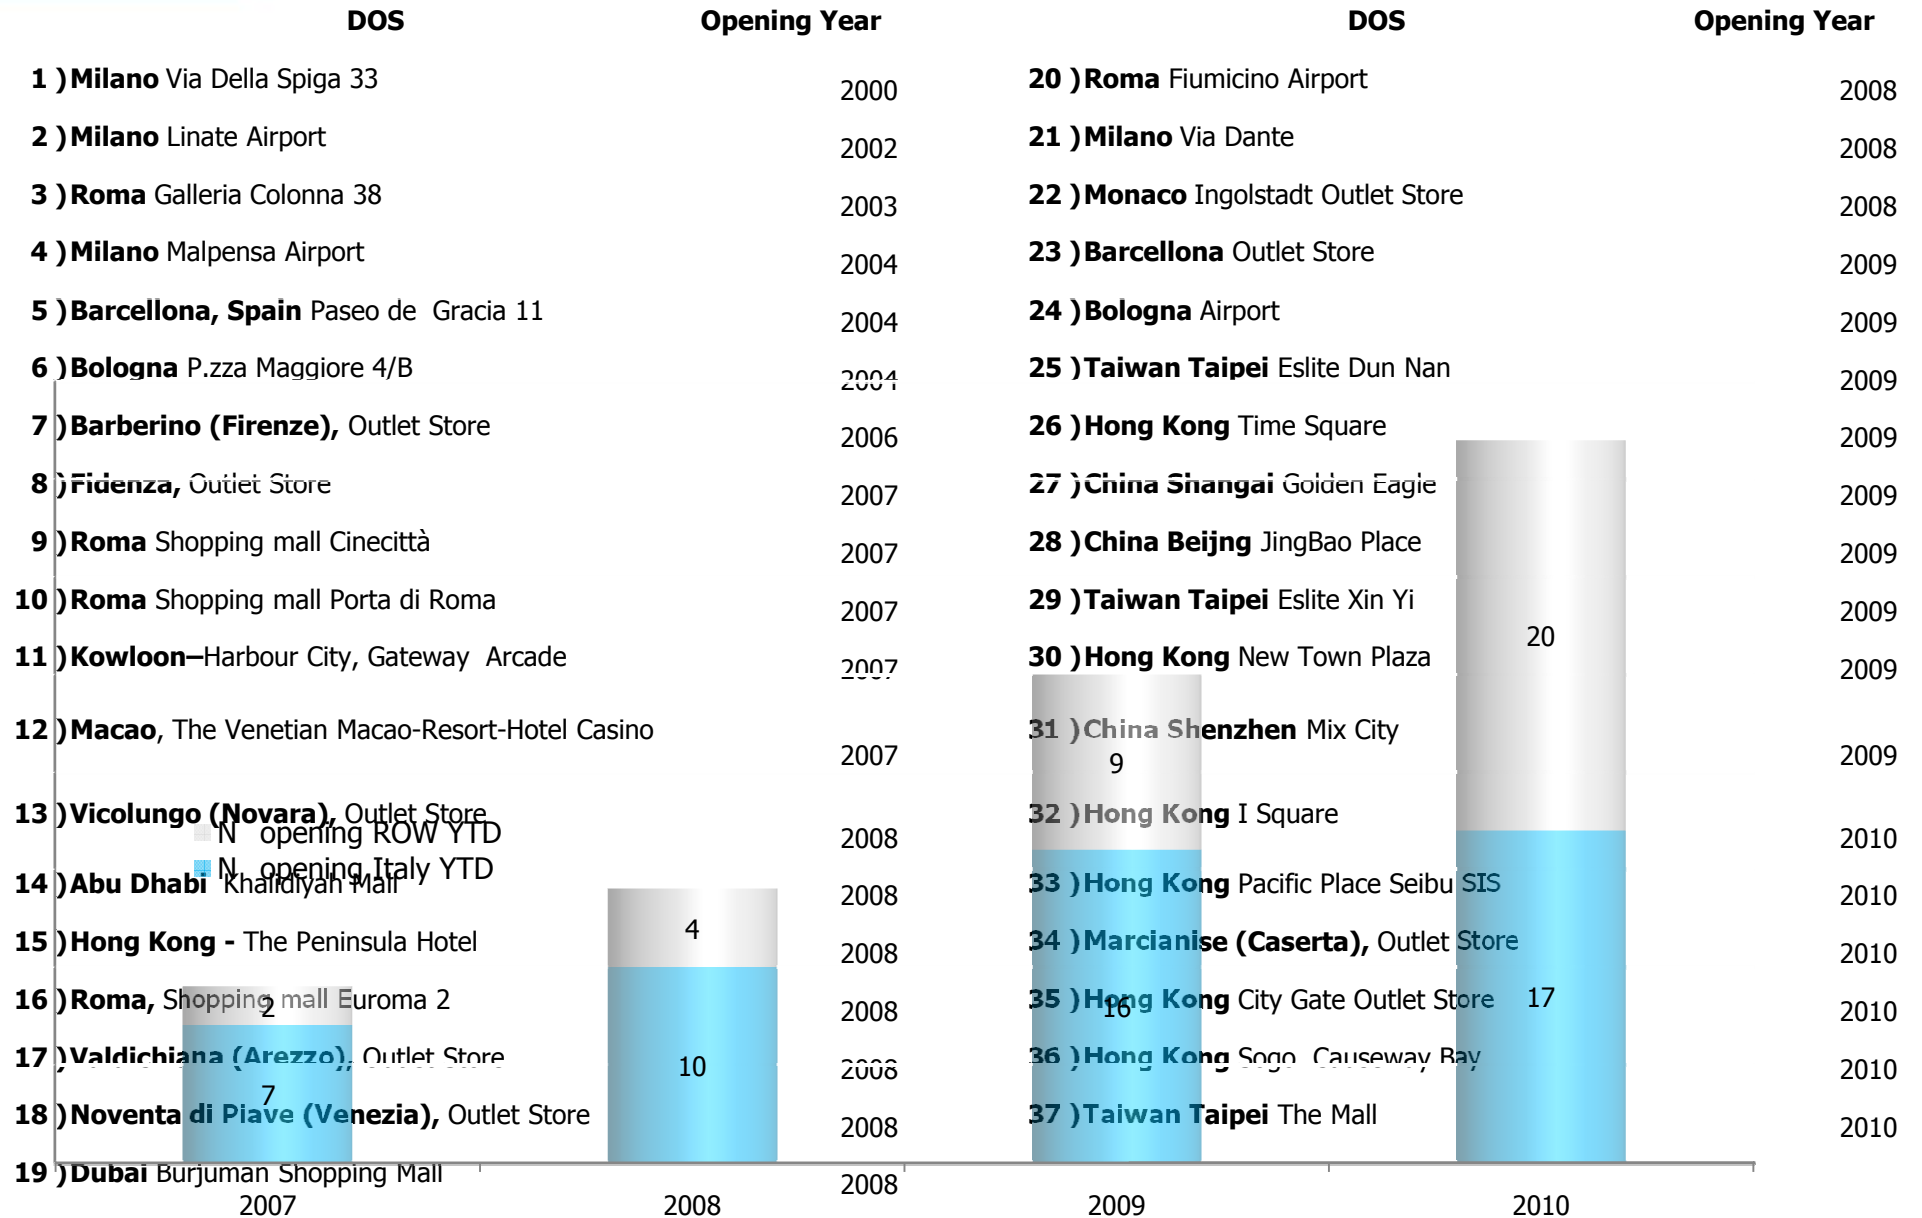 DOS Opening Year
1 ) Milano Via Della Spiga 33 2000
2 ) Milano Linate Airport 2002
3 ) Roma Galleria Colonna 38 2003
4 ) Milano Malpensa Airport 2004
5 ) Barcellona, Spain Paseo de Gracia 11 2004
6 ) Bologna P.zza Maggiore 4/B 2004
7 ) Barberino (Firenze), Outlet Store 2006
8 ) Fidenza, Outlet Store 2007
9 ) Roma Shopping mall Cinecittà 2007
10 ) Roma Shopping mall Porta di Roma 2007
11 ) Kowloon–Harbour City, Gateway Arcade 2007
12 ) Macao, The Venetian Macao-Resort-Hotel Casino 2007
13 ) Vicolungo (Novara), Outlet Store 2008
14 ) Abu Dhabi Khalidiyah Mall 2008
15 ) Hong Kong - The Peninsula Hotel 2008
16 ) Roma, Shopping mall Euroma 2 2008
17 ) Valdichiana (Arezzo), Outlet Store 2008
18 ) Noventa di Piave (Venezia), Outlet Store 2008
19 ) Dubai Burjuman Shopping Mall 2008
DOS Opening Year
20 ) Roma Fiumicino Airport 2008
21 ) Milano Via Dante 2008
22 ) Monaco Ingolstadt Outlet Store 2008
23 ) Barcellona Outlet Store 2009
24 ) Bologna Airport 2009
25 ) Taiwan Taipei Eslite Dun Nan 2009
26 ) Hong Kong Time Square 2009
27 ) China Shangai Golden Eagle 2009
28 ) China Beijng JingBao Place 2009
29 ) Taiwan Taipei Eslite Xin Yi 2009
30 ) Hong Kong New Town Plaza 2009
31 ) China Shenzhen Mix City 2009
32 ) Hong Kong I Square 2010
33 ) Hong Kong Pacific Place Seibu SIS 2010
34 ) Marcianise (Caserta), Outlet Store 2010
35 ) Hong Kong City Gate Outlet Store 2010
36 ) Hong Kong Sogo Causeway Bay 2010
37 ) Taiwan Taipei The Mall 2010
N opening ROW YTD
N opening Italy YTD
2 4 9 20
7 10 16 17
2007 2008 2009 2010